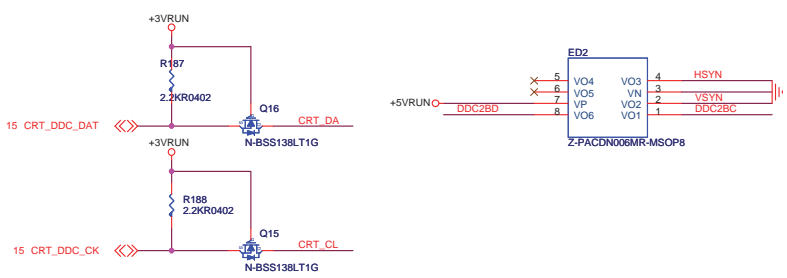 +3VRUN
R187
2.2KR0402
Q16
15 CRT_DDC_DAT
CRT_DA
N-BSS138LT1G
+3VRUN
R188
2.2KR0402
Q15
15 CRT_DDC_CK
CRT_CL
N-BSS138LT1G
ED2
5 VO4 VO3 4 HSYN
6 VO5 VN 3
+5VRUN 7 VP VO2 2 VSYN
DDC2BD 8 VO6 VO1 1 DDC2BC
Z-PACDN006MR-MSOP8